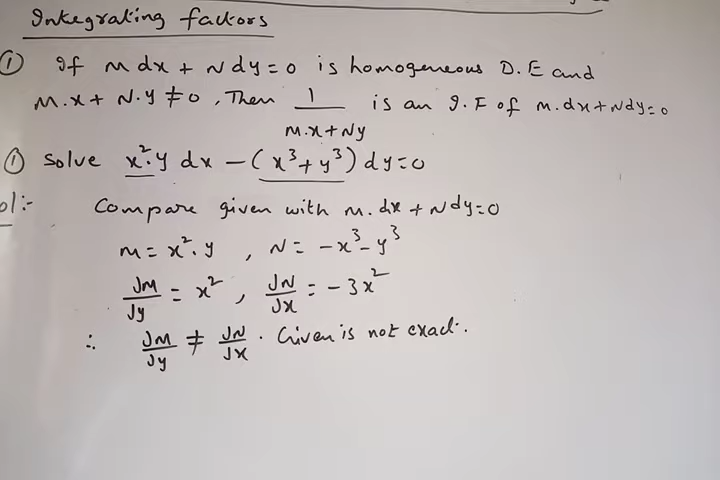 Integrating factors
① If M dx + N dy = 0 is homogeneous D.E and
M.x + N.y ≠ 0, Then 1/(M.x+Ny) is an I.F of M.dx+Ndy=0
① Solve x².y dx - (x³+y³) dy = 0
Sol:- Compare given with M.dx + N dy = 0
M = x².y , N = -x³-y³
∂M/∂y = x² , ∂N/∂x = -3x²
∴ ∂M/∂y ≠ ∂N/∂x . Given is not exact.